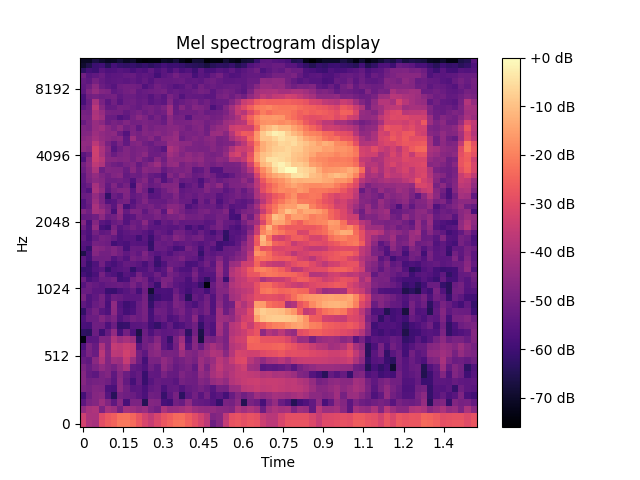 Mel spectrogram display
Hz
8192
4096
2048
1024
512
0
0 0.15 0.3 0.45 0.6 0.75 0.9 1.1 1.2 1.4
Time
+0 dB
-10 dB
-20 dB
-30 dB
-40 dB
-50 dB
-60 dB
-70 dB